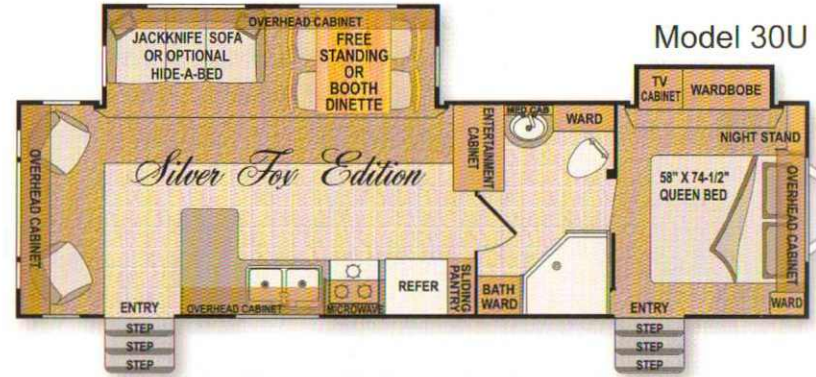 Model 30U
OVERHEAD CABINET
JACKKNIFE SOFA
OR OPTIONAL
HIDE-A-BED
FREE
STANDING
OR
BOOTH
DINETTE
TV
CABINET
WARDBOBE
MED CAB
WARD
ENTERTAINMENT
CABINET
NIGHT STAND
OVERHEAD CABINET
Silver Fox Edition
58" X 74-1/2"
QUEEN BED
OVERHEAD CABINET
REFER
SLIDING
PANTRY
BATH
WARD
ENTRY
OVERHEAD CABINET
MICROWAVE
ENTRY
WARD
STEP
STEP
STEP
STEP
STEP
STEP